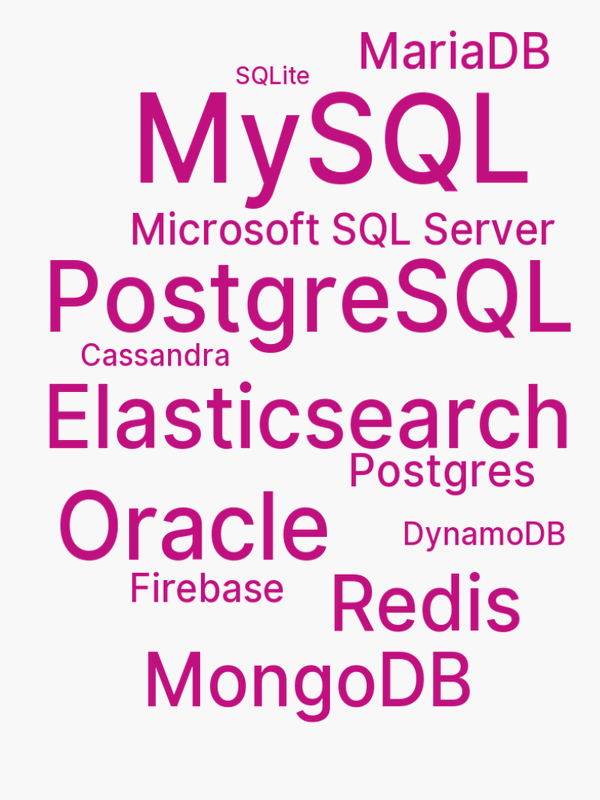 MariaDB
SQLite
MySQL
Microsoft SQL Server
PostgreSQL
Cassandra
Elasticsearch
Postgres
Oracle
DynamoDB
Firebase
Redis
MongoDB